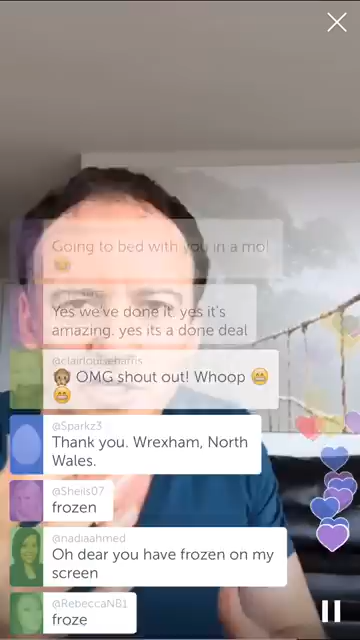 Going to bed with you in a mo!
😄
Yes we've done it. yes it's
amazing. yes its a done deal
@clairlouiseharris
🙊 OMG shout out! Whoop 😁
😁
@Sparkz3
Thank you. Wrexham, North
Wales.
@Sheils07
frozen
@nadiaahmed
Oh dear you have frozen on my
screen
@RebeccaNB1
froze